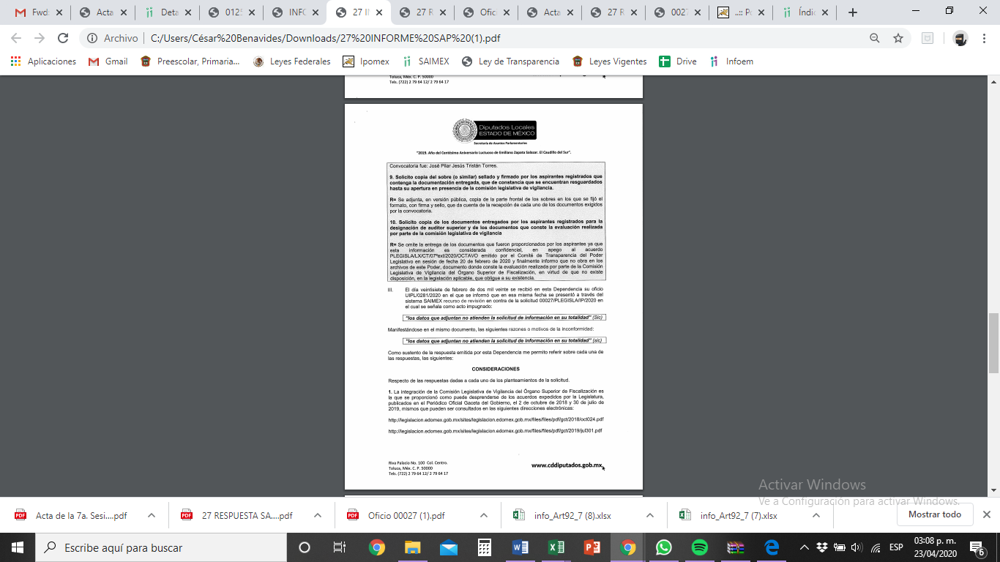 Fwd:
Acta
Deta
0125
INFO
27 IN
27 R
Ofic
Acta
27 R
0027
..:: Po
Índic
Archivo
C:/Users/César%20Benavides/Downloads/27%20INFORME%20SAP%20(1).pdf
Aplicaciones
Gmail
Preescolar, Primaria...
Leyes Federales
Ipomex
SAIMEX
Ley de Transparencia
Leyes Vigentes
Drive
Infoem
Toluca, Méx. C. P. 50000
Tels. (722) 2 79 64 12/ 2 79 64 17
Diputados Locales
ESTADO DE MÉXICO
Secretaría de Asuntos Parlamentarios
"2019. Año del Centésimo Aniversario Luctuoso de Emiliano Zapata Salazar. El Caudillo del Sur".
Convocatoria fue: José Pilar Jesús Tristán Torres.
9. Solicito copia del sobre (o similar) sellado y firmado por los aspirantes registrados que
contenga la documentación entregada, que de constancia que se encuentran resguardados
hasta su apertura en presencia de la comisión legislativa de vigilancia.
R= Se adjunta, en versión pública, copia de la parte frontal de los sobres en los que se fijó el
formato, con firma y sello, que da cuenta de la recepción de cada uno de los documentos exigidos
por la convocatoria.
10. Solicito copia de los documentos entregados por los aspirantes registrados para la
designación de auditor superior y de los documentos que conste la evaluación realizada
por parte de la comisión legislativa de vigilancia
R= Se omite la entrega de los documentos que fueron proporcionados por los aspirantes ya que
esta información es considerada confidencial, en apego al acuerdo
PLEGISLA/LX/CT/07ªext/2020/OCTAVO emitido por el Comité de Transparencia del Poder
Legislativo en sesión de fecha 20 de febrero de 2020 y finalmente informo que no obra en los
archivos de este Poder, documento donde conste la evaluación realizada por parte de la Comisión
Legislativa de Vigilancia del Órgano Superior de Fiscalización, en virtud de que no existe
disposición, en la legislación aplicable, que obligue a su existencia.
III. El día veintisiete de febrero de dos mil veinte se recibió en esta Dependencia su oficio
UIPL/0281/2020 en el que se informó que en esa misma fecha se presentó a través del
sistema SAIMEX recurso de revisión en contra de la solicitud 00027/PLEGISLA/IP/2020 en
el cual se señala como acto impugnado:
"los datos que adjuntan no atienden la solicitud de información en su totalidad" (Sic)
Manifestándose en el mismo documento, las siguientes razones o motivos de la inconformidad:
"los datos que adjuntan no atienden la solicitud de información en su totalidad" (sic)
Como sustento de la respuesta emitida por esta Dependencia me permito referir sobre cada una de
las respuestas, las siguientes:
CONSIDERACIONES
Respecto de las respuestas dadas a cada uno de los planteamientos de la solicitud.
1. La integración de la Comisión Legislativa de Vigilancia del Órgano Superior de Fiscalización es
la que se proporcionó como puede desprenderse de los acuerdos expedidos por la Legislatura,
publicados en el Periódico Oficial Gaceta del Gobierno, el 2 de octubre de 2018 y 30 de julio de
2019, mismos que pueden ser consultados en las siguientes direcciones electrónicas:
http://legislacion.edomex.gob.mx/sites/legislacion.edomex.gob.mx/files/files/pdf/gct/2018/oct024.pdf
http://legislacion.edomex.gob.mx/sites/legislacion.edomex.gob.mx/files/files/pdf/gct/2019/jul301.pdf
Riva Palacio No. 100 Col. Centro.
Toluca, Méx. C. P. 50000
Tels. (722) 2 79 64 12/ 2 79 64 17
www.cddiputados.gob.mx
Activar Windows
Ve a Configuración para activar Windows.
Acta de la 7a. Sesi....pdf
27 RESPUESTA SA....pdf
Oficio 00027 (1).pdf
info_Art92_7 (8).xlsx
info_Art92_7 (7).xlsx
Mostrar todo
Escribe aquí para buscar
ESP
03:08 p. m.
23/04/2020
6